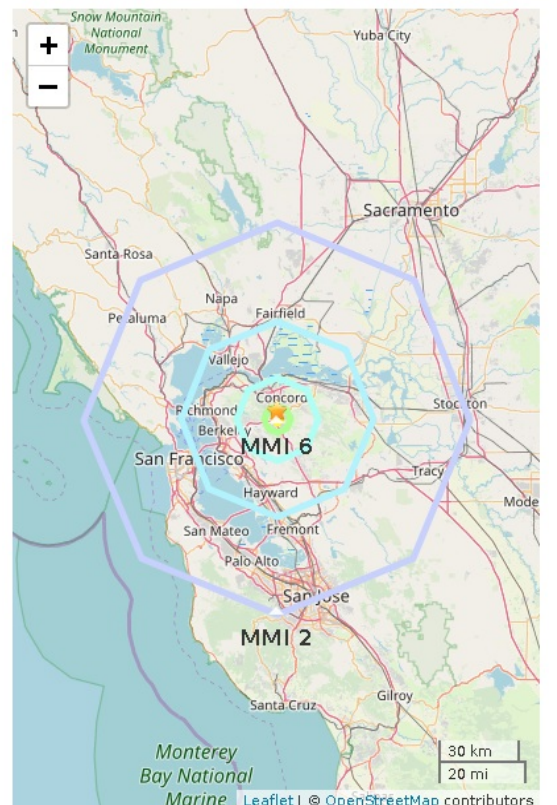 Snow Mountain
National
Monument
Yuba City
+
−
Sacramento
Santa Rosa
Napa
Petaluma
Fairfield
Vallejo
Concord
Richmond
Stockton
Berkeley
MMI 6
San Francisco
Tracy
Hayward
Mode
San Mateo
Fremont
Palo Alto
San Jose
MMI 2
Gilroy
Santa Cruz
30 km
20 mi
Monterey
Bay National
Marine
Leaflet | © OpenStreetMap contributors